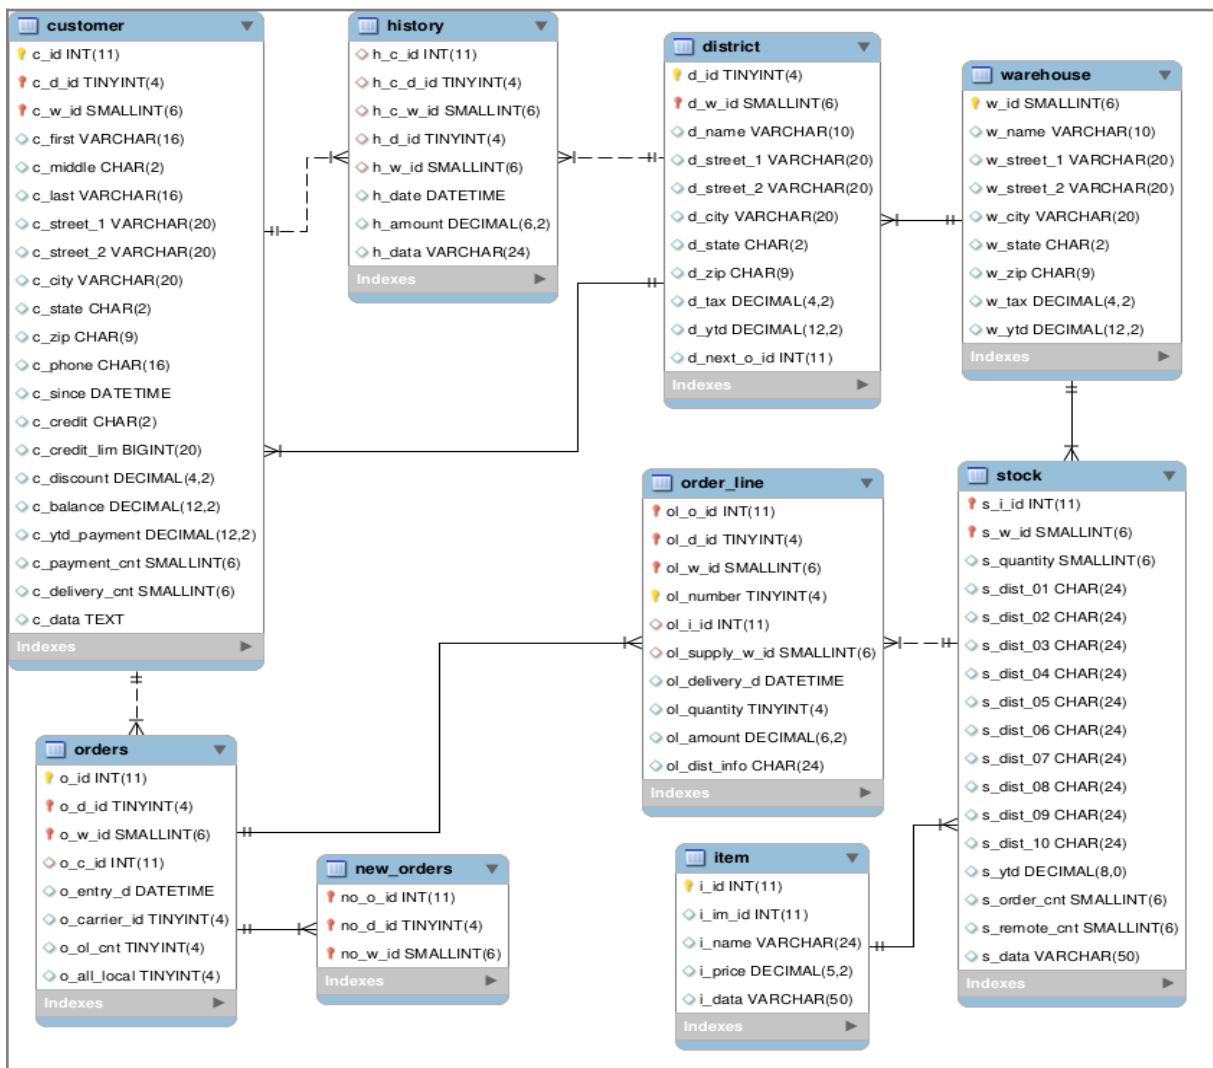 customer
c_id INT(11)
c_d_id TINYINT(4)
c_w_id SMALLINT(6)
c_first VARCHAR(16)
c_middle CHAR(2)
c_last VARCHAR(16)
c_street_1 VARCHAR(20)
c_street_2 VARCHAR(20)
c_city VARCHAR(20)
c_state CHAR(2)
c_zip CHAR(9)
c_phone CHAR(16)
c_since DATETIME
c_credit CHAR(2)
c_credit_lim BIGINT(20)
c_discount DECIMAL(4,2)
c_balance DECIMAL(12,2)
c_ytd_payment DECIMAL(12,2)
c_payment_cnt SMALLINT(6)
c_delivery_cnt SMALLINT(6)
c_data TEXT
Indexes
history
h_c_id INT(11)
h_c_d_id TINYINT(4)
h_c_w_id SMALLINT(6)
h_d_id TINYINT(4)
h_w_id SMALLINT(6)
h_date DATETIME
h_amount DECIMAL(6,2)
h_data VARCHAR(24)
Indexes
district
d_id TINYINT(4)
d_w_id SMALLINT(6)
d_name VARCHAR(10)
d_street_1 VARCHAR(20)
d_street_2 VARCHAR(20)
d_city VARCHAR(20)
d_state CHAR(2)
d_zip CHAR(9)
d_tax DECIMAL(4,2)
d_ytd DECIMAL(12,2)
d_next_o_id INT(11)
Indexes
warehouse
w_id SMALLINT(6)
w_name VARCHAR(10)
w_street_1 VARCHAR(20)
w_street_2 VARCHAR(20)
w_city VARCHAR(20)
w_state CHAR(2)
w_zip CHAR(9)
w_tax DECIMAL(4,2)
w_ytd DECIMAL(12,2)
Indexes
order_line
ol_o_id INT(11)
ol_d_id TINYINT(4)
ol_w_id SMALLINT(6)
ol_number TINYINT(4)
ol_i_id INT(11)
ol_supply_w_id SMALLINT(6)
ol_delivery_d DATETIME
ol_quantity TINYINT(4)
ol_amount DECIMAL(6,2)
ol_dist_info CHAR(24)
Indexes
stock
s_i_id INT(11)
s_w_id SMALLINT(6)
s_quantity SMALLINT(6)
s_dist_01 CHAR(24)
s_dist_02 CHAR(24)
s_dist_03 CHAR(24)
s_dist_04 CHAR(24)
s_dist_05 CHAR(24)
s_dist_06 CHAR(24)
s_dist_07 CHAR(24)
s_dist_08 CHAR(24)
s_dist_09 CHAR(24)
s_dist_10 CHAR(24)
s_ytd DECIMAL(8,0)
s_order_cnt SMALLINT(6)
s_remote_cnt SMALLINT(6)
s_data VARCHAR(50)
Indexes
orders
o_id INT(11)
o_d_id TINYINT(4)
o_w_id SMALLINT(6)
o_c_id INT(11)
o_entry_d DATETIME
o_carrier_id TINYINT(4)
o_ol_cnt TINYINT(4)
o_all_local TINYINT(4)
Indexes
new_orders
no_o_id INT(11)
no_d_id TINYINT(4)
no_w_id SMALLINT(6)
Indexes
item
i_id INT(11)
i_im_id INT(11)
i_name VARCHAR(24)
i_price DECIMAL(5,2)
i_data VARCHAR(50)
Indexes